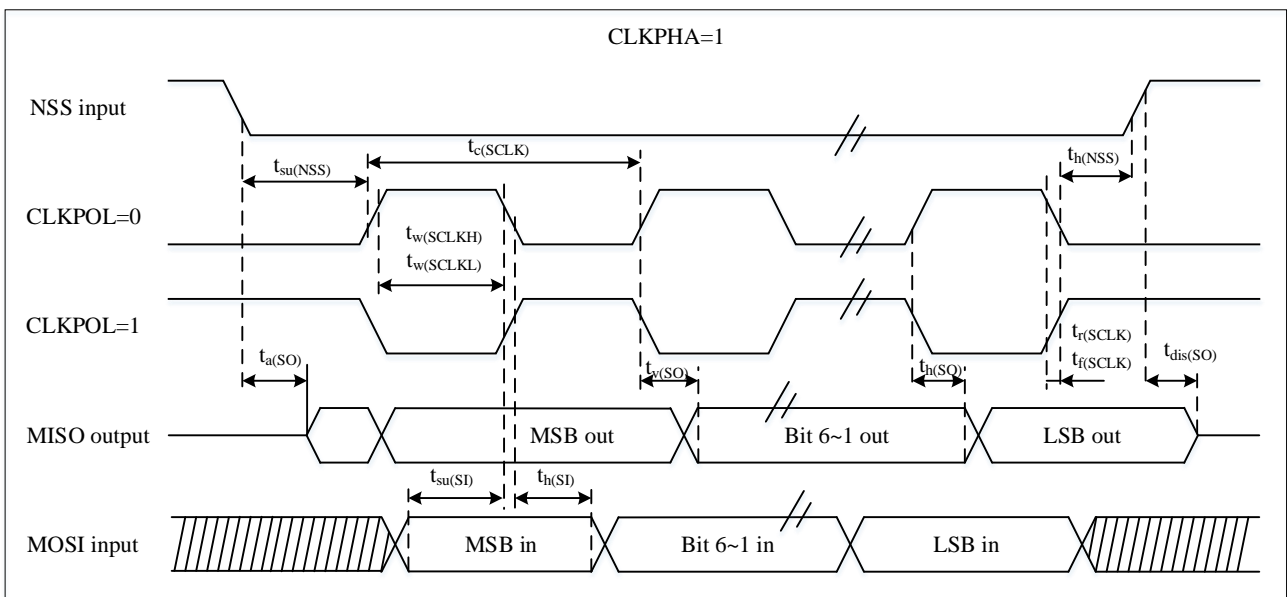 CLKPHA=1
NSS input
tsu(NSS)
tc(SCLK)
th(NSS)
CLKPOL=0
tw(SCLKH)
tw(SCLKL)
CLKPOL=1
ta(SO)
tv(SO)
th(SO)
tr(SCLK)
tf(SCLK)
tdis(SO)
MISO output
MSB out
Bit 6~1 out
LSB out
tsu(SI)
th(SI)
MOSI input
MSB in
Bit 6~1 in
LSB in